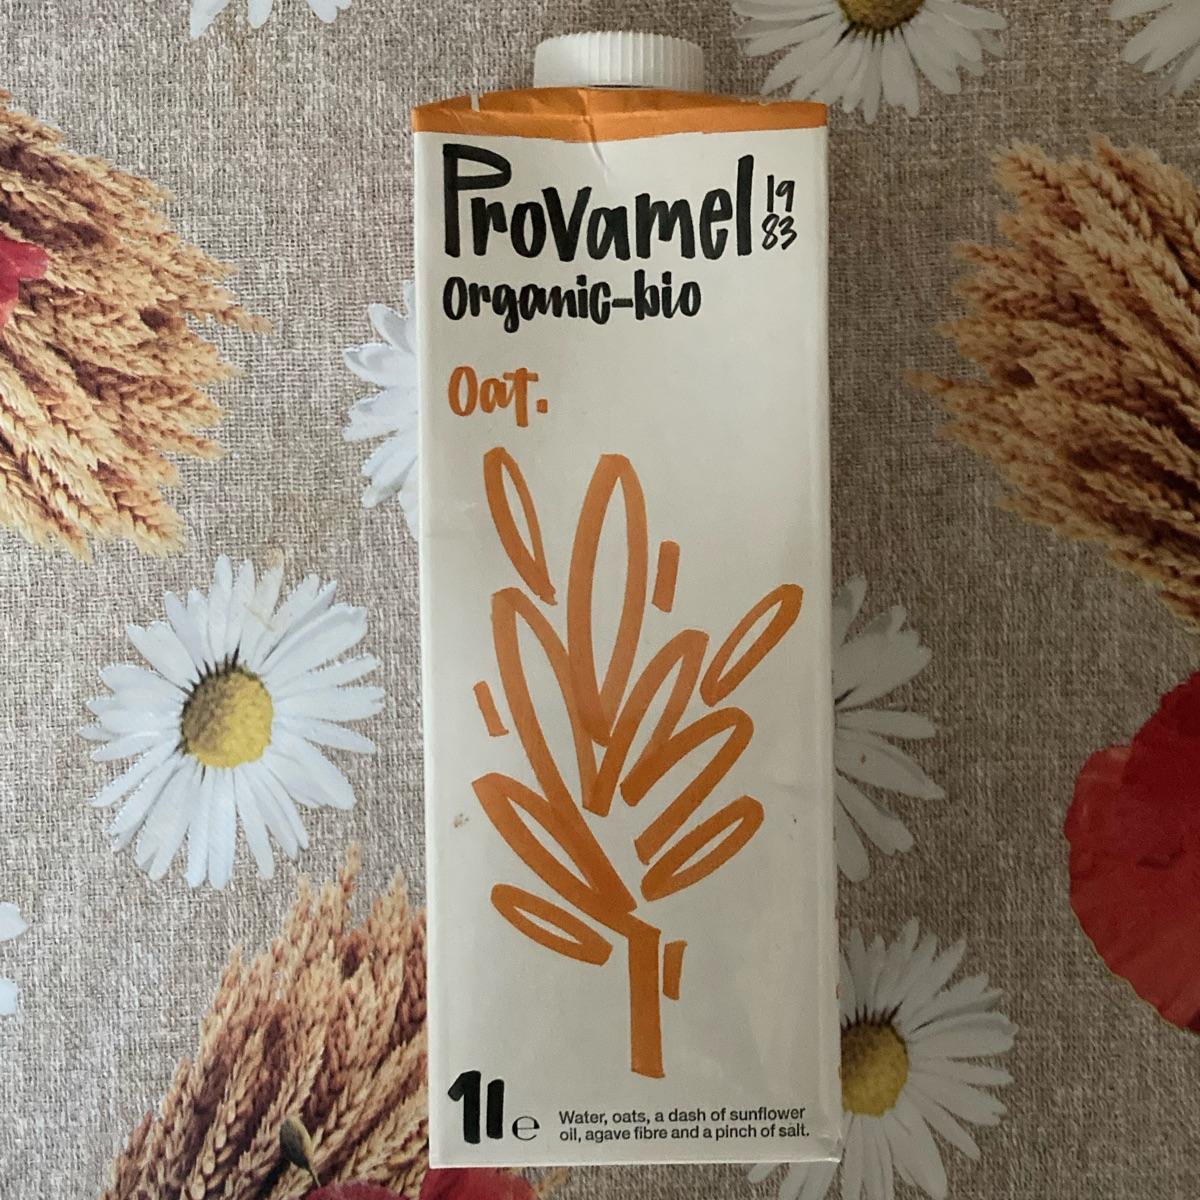 Provamel 19
83
organic-bio
Oat.
1l e
Water, oats, a dash of sunflower
oil, agave fibre and a pinch of salt.